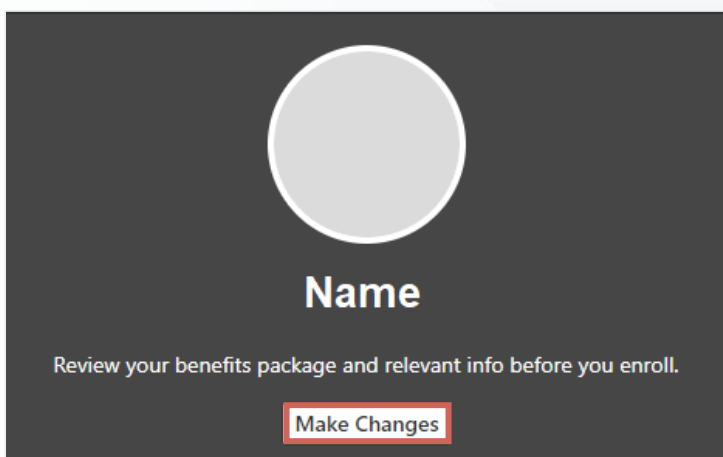 Name
Review your benefits package and relevant info before you enroll.
Make Changes